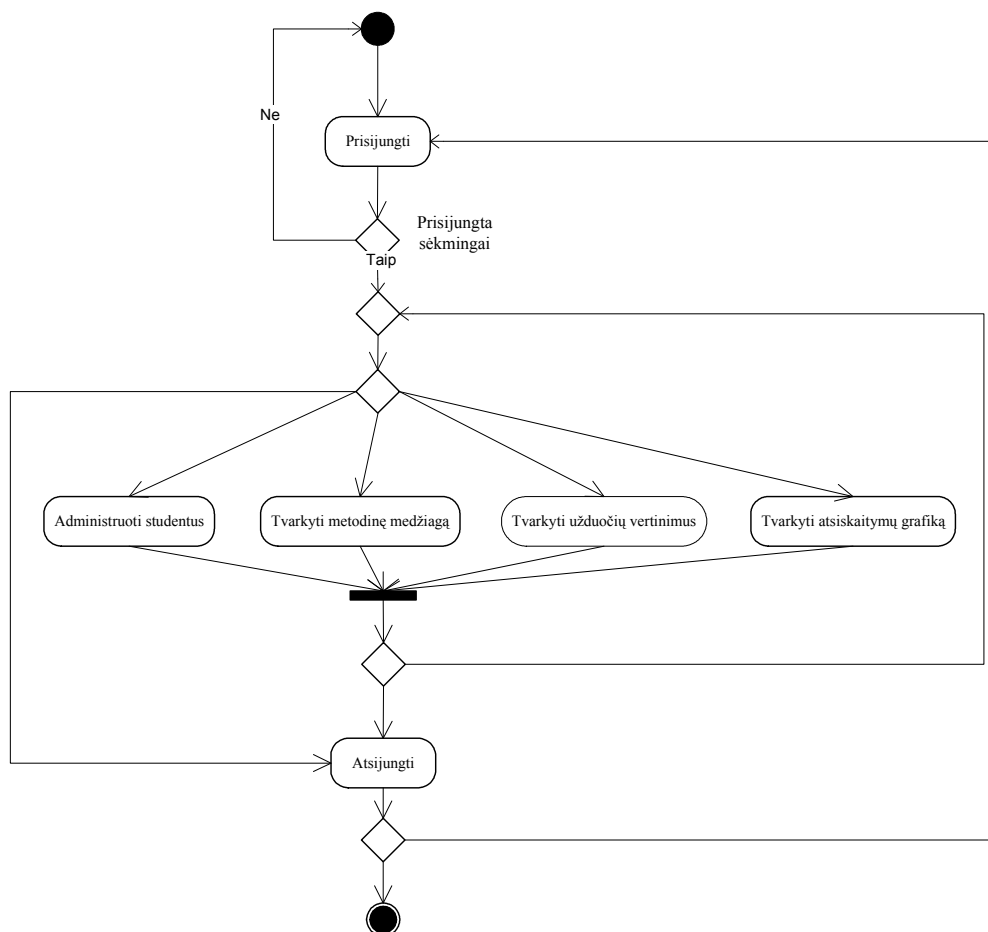 Ne
Prisijungti
Prisijungta
sėkmingai
Taip
Administruoti studentus
Tvarkyti metodinę medžiagą
Tvarkyti užduočių vertinimus
Tvarkyti atsiskaitymų grafiką
Atsijungti